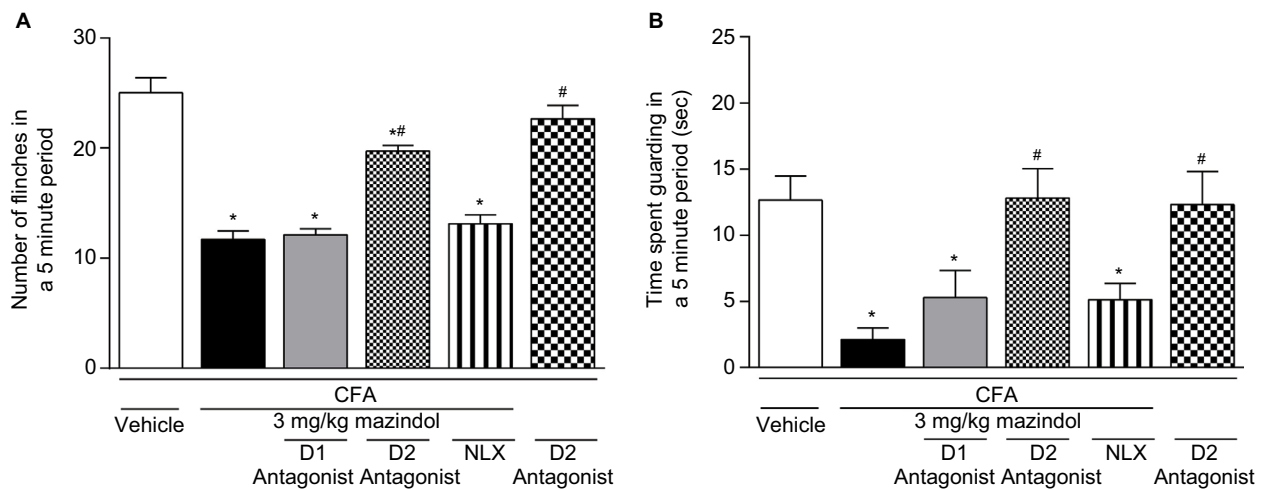 A
Number of flinches in
a 5 minute period
30
20
10
0
*
*
*#
*
#
CFA
Vehicle
3 mg/kg mazindol
D1
Antagonist
D2
Antagonist
NLX
D2
Antagonist
B
Time spent guarding in
a 5 minute period (sec)
25
20
15
10
5
0
*
*
#
*
#
CFA
Vehicle
3 mg/kg mazindol
D1
Antagonist
D2
Antagonist
NLX
D2
Antagonist